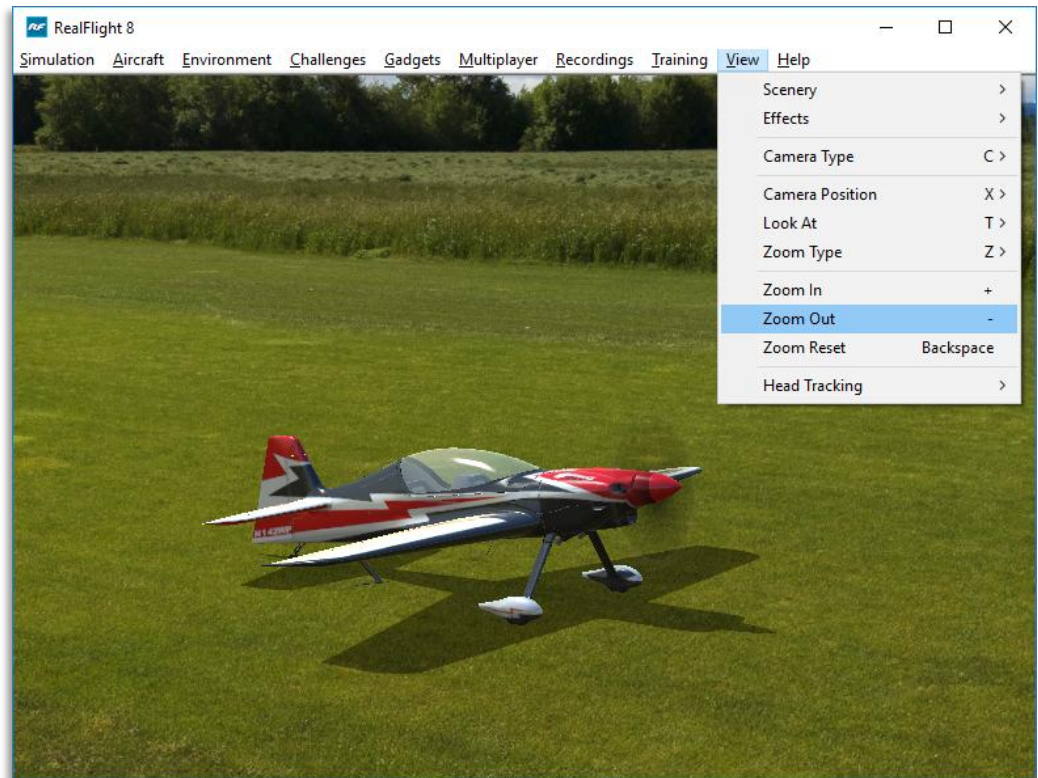 RF RealFlight 8
Simulation Aircraft Environment Challenges Gadgets Multiplayer Recordings Training View Help
Scenery >
Effects >
Camera Type C >
Camera Position X >
Look At T >
Zoom Type Z >
Zoom In +
Zoom Out -
Zoom Reset Backspace
Head Tracking >